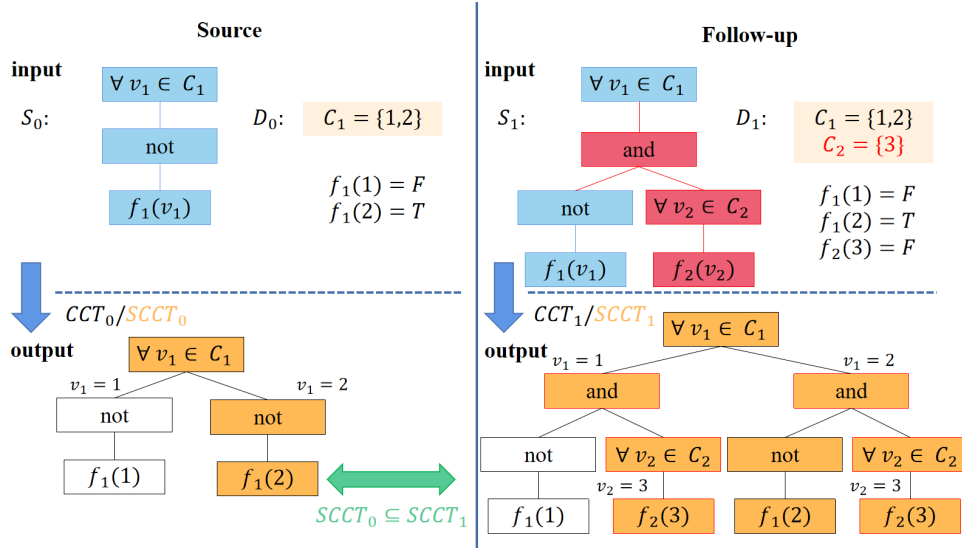 Source
input
∀ v₁ ∈ C₁
S₀:
D₀:
C₁ = {1,2}
not
f₁(1) = F
f₁(v₁)
f₁(2) = T
CCT₀/SCCT₀
output
∀ v₁ ∈ C₁
v₁ = 1
v₁ = 2
not
not
f₁(1)
f₁(2)
SCCT₀ ⊆ SCCT₁
Follow-up
input
∀ v₁ ∈ C₁
S₁:
D₁:
C₁ = {1,2}
C₂ = {3}
and
not
∀ v₂ ∈ C₂
f₁(1) = F
f₁(2) = T
f₂(3) = F
f₁(v₁)
f₂(v₂)
CCT₁/SCCT₁
∀ v₁ ∈ C₁
output
v₁ = 1
v₁ = 2
and
and
not
∀ v₂ ∈ C₂
not
∀ v₂ ∈ C₂
v₂ = 3
v₂ = 3
f₁(1)
f₂(3)
f₁(2)
f₂(3)